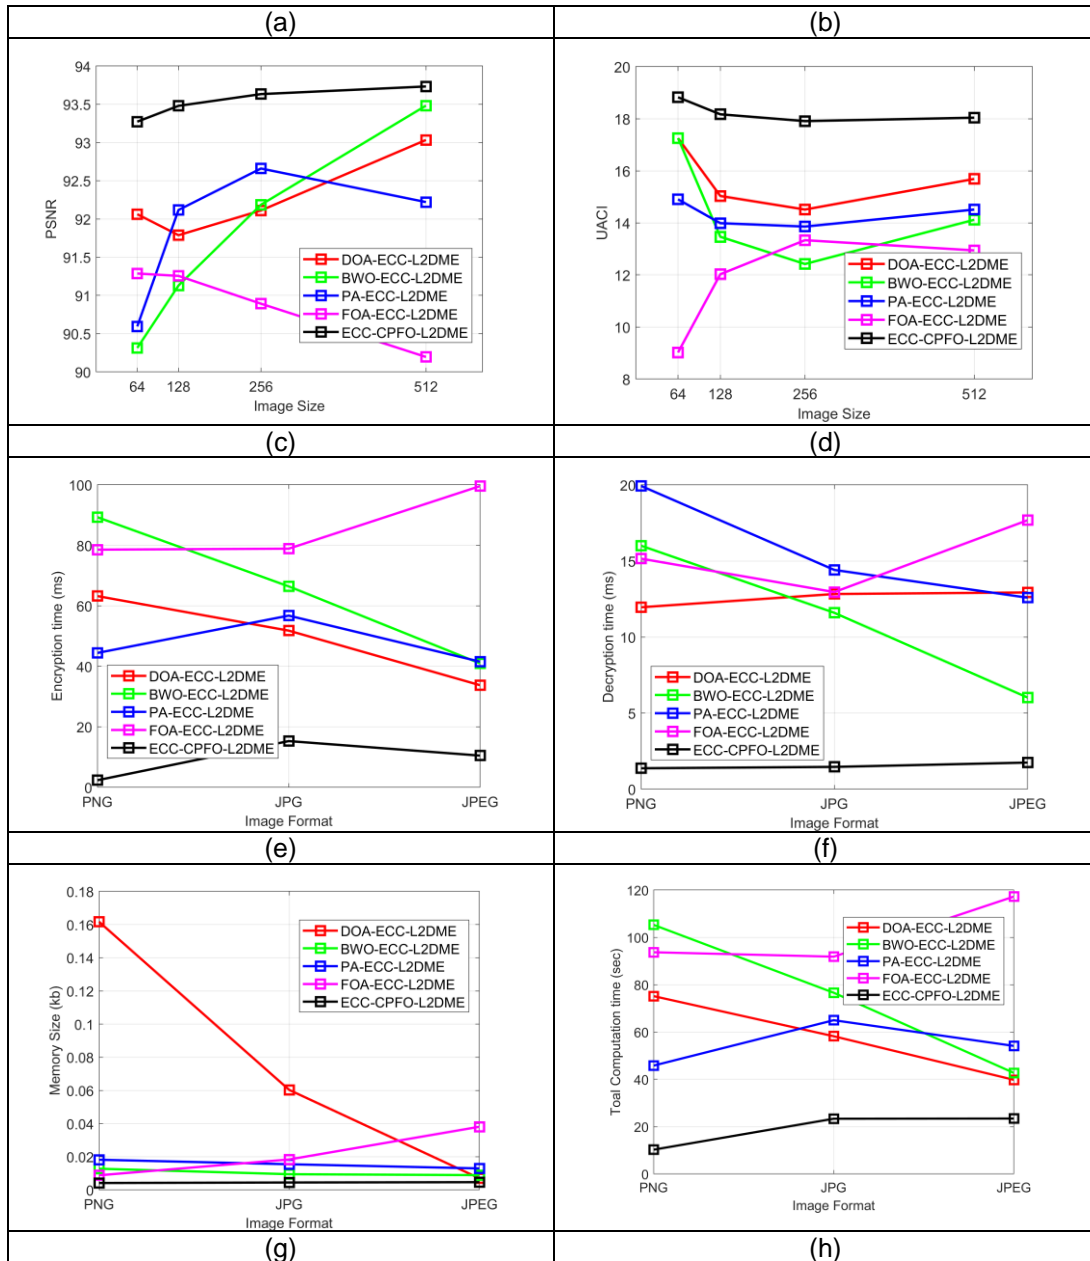 (a)
(b)
94
93.5
93
92.5
92
91.5
91
90.5
90
PSNR
DOA-ECC-L2DME
BWO-ECC-L2DME
PA-ECC-L2DME
FOA-ECC-L2DME
ECC-CPFO-L2DME
64
128
256
512
Image Size
20
18
16
14
12
10
8
UACI
DOA-ECC-L2DME
BWO-ECC-L2DME
PA-ECC-L2DME
FOA-ECC-L2DME
ECC-CPFO-L2DME
64
128
256
512
Image Size
(c)
(d)
100
80
60
40
20
0
Encryption time (ms)
DOA-ECC-L2DME
BWO-ECC-L2DME
PA-ECC-L2DME
FOA-ECC-L2DME
ECC-CPFO-L2DME
PNG
JPG
JPEG
Image Format
20
15
10
5
0
Decryption time (ms)
DOA-ECC-L2DME
BWO-ECC-L2DME
PA-ECC-L2DME
FOA-ECC-L2DME
ECC-CPFO-L2DME
PNG
JPG
JPEG
Image Format
(e)
(f)
0.18
0.16
0.14
0.12
0.1
0.08
0.06
0.04
0.02
0
Memory Size (kb)
DOA-ECC-L2DME
BWO-ECC-L2DME
PA-ECC-L2DME
FOA-ECC-L2DME
ECC-CPFO-L2DME
PNG
JPG
JPEG
Image Format
120
100
80
60
40
20
0
Toal Computation time (sec)
DOA-ECC-L2DME
BWO-ECC-L2DME
PA-ECC-L2DME
FOA-ECC-L2DME
ECC-CPFO-L2DME
PNG
JPG
JPEG
Image Format
(g)
(h)